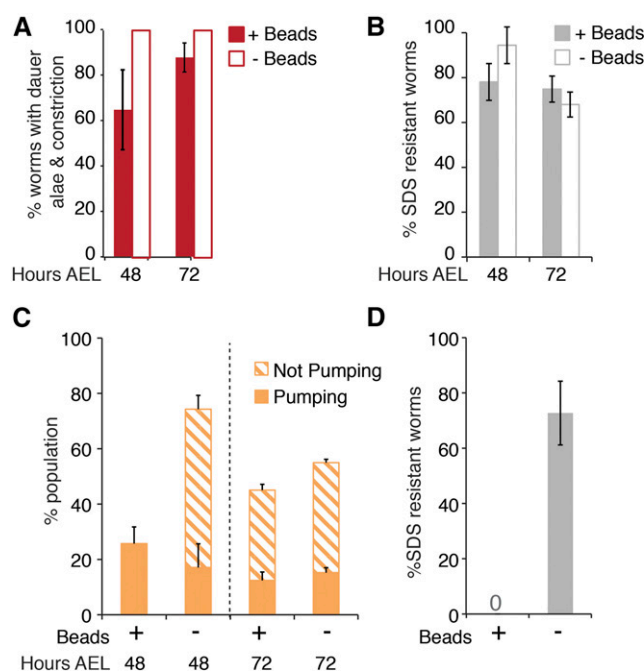 A
% worms with dauer
alae & constriction
100
80
60
40
20
0
+ Beads
- Beads
Hours AEL 48 72
B
% SDS resistant worms
100
80
60
40
20
0
+ Beads
- Beads
Hours AEL 48 72
C
% population
100
80
60
40
20
0
Not Pumping
Pumping
Beads + - + -
Hours AEL 48 48 72 72
D
%SDS resistant worms
100
80
60
40
20
0
0
Beads + -